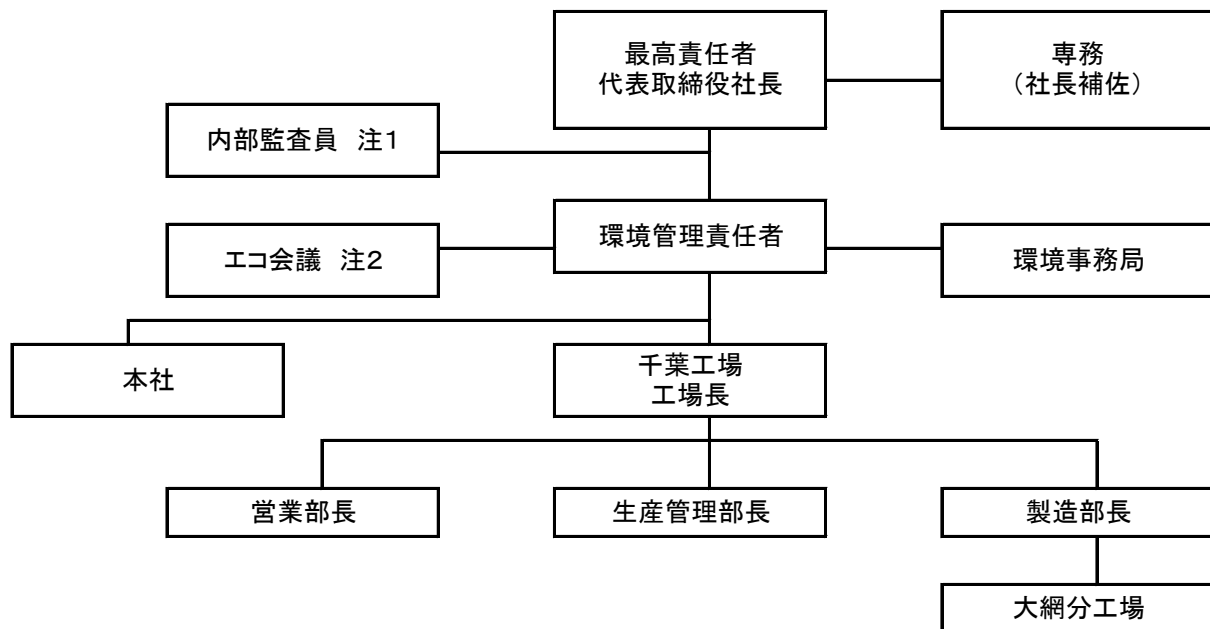 最高責任者
代表取締役社長
専務
（社長補佐）
内部監査員　注１
環境管理責任者
エコ会議　注２
環境事務局
本社
千葉工場
工場長
営業部長
生産管理部長
製造部長
大網分工場